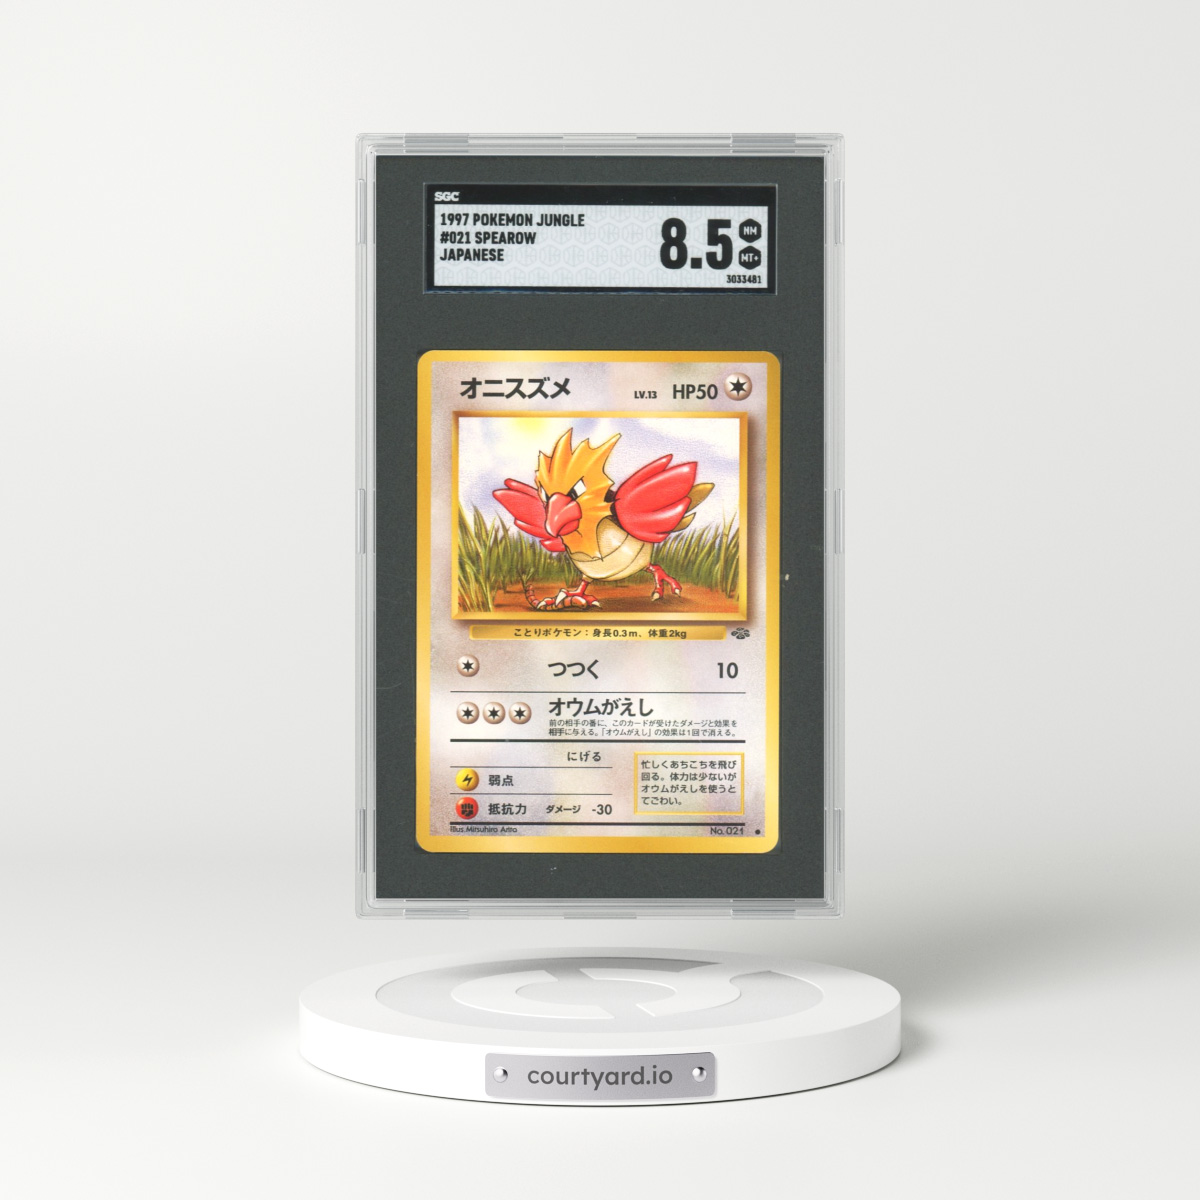 SGC
1997 POKEMON JUNGLE
#021 SPEAROW
JAPANESE
8.5
NM
MT+
3033481
オニスズメ LV.13 HP50
ことりポケモン：身長0.3m、体重2kg
つつく 10
オウムがえし
前の相手の番に、このカードが受けたダメージと効果を
相手に与える。「オウムがえし」の効果は1回で消える。
にげる
弱点
抵抗力 ダメージ -30
忙しくあちこちを飛び
回る。体力は少ないが
オウムがえしを使うと
てごわい。
Illus. Mitsuhiro Arita
No. 021
courtyard.io